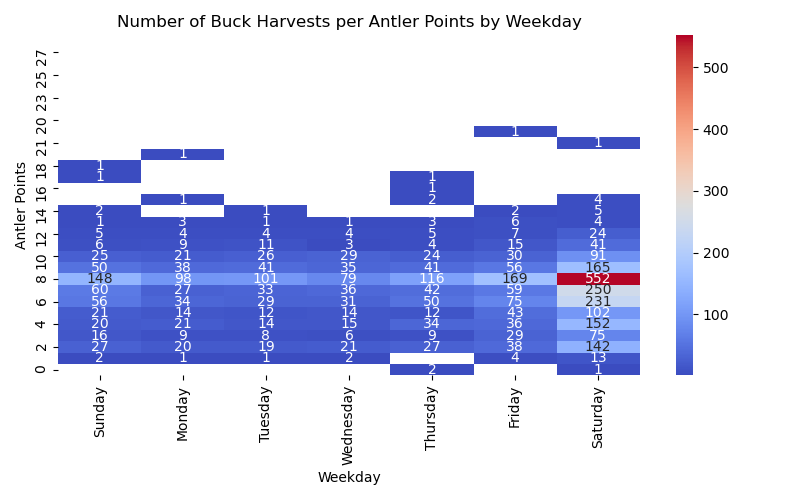 Number of Buck Harvests per Antler Points by Weekday
27
25
23
20 1
21 1
1
18 1
1 1
16 1
1 2 4
14 2 1 2 5
1 3 1 1 3 6 4
12 5 4 4 4 5 7 24
6 9 11 3 4 15 41
10 25 21 26 29 24 30 91
50 38 41 35 41 56 165
8 148 98 101 79 116 169 552
60 27 33 36 42 59 250
6 56 34 29 31 50 75 231
21 14 12 14 12 43 102
4 20 21 14 15 34 36 152
16 9 8 6 9 29 75
2 27 20 19 21 27 38 142
2 1 1 2 4 13
0 2 1
Antler Points
Sunday Monday Tuesday Wednesday Thursday Friday Saturday
Weekday
500
400
300
200
100